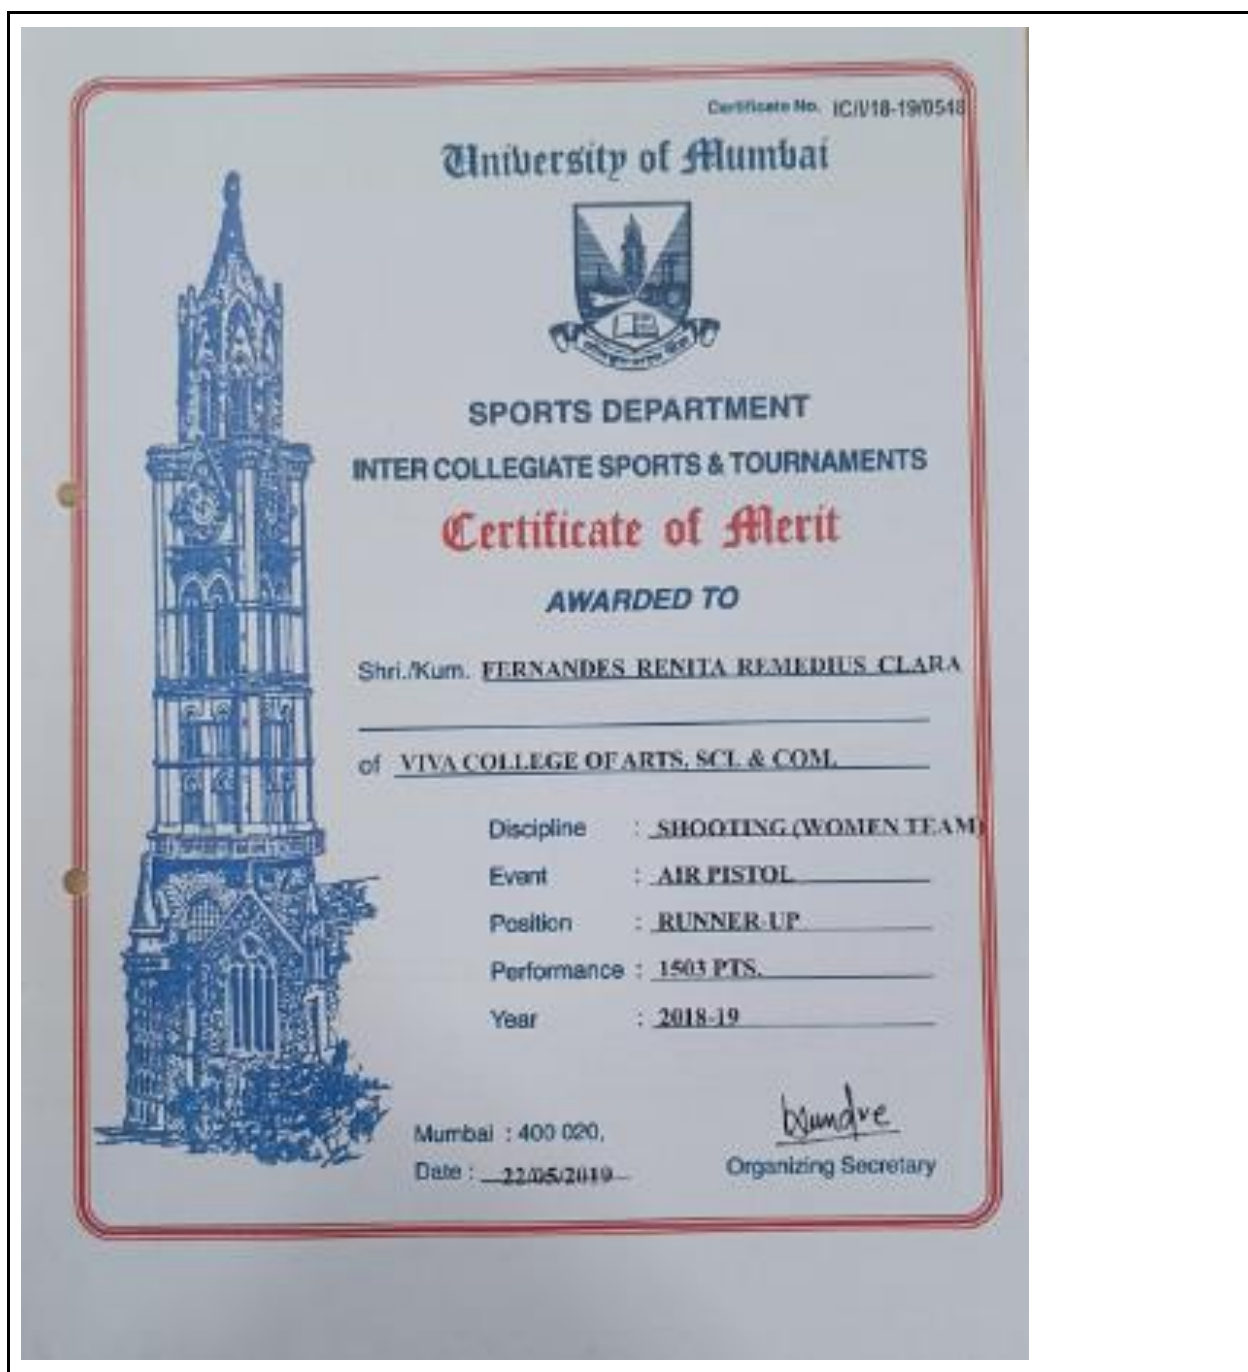 Certificate No. IC/I/18-19/0548
University of Mumbai
SPORTS DEPARTMENT
INTER COLLEGIATE SPORTS & TOURNAMENTS
Certificate of Merit
AWARDED TO
Shri./Kum. FERNANDES RENITA REMEDIUS CLARA
of VIVA COLLEGE OF ARTS, SCI. & COM.
Discipline : SHOOTING (WOMEN TEAM)
Event : AIR PISTOL
Position : RUNNER-UP
Performance : 1503 PTS.
Year : 2018-19
Mumbai : 400 020,
Date : 22/05/2019
Organizing Secretary